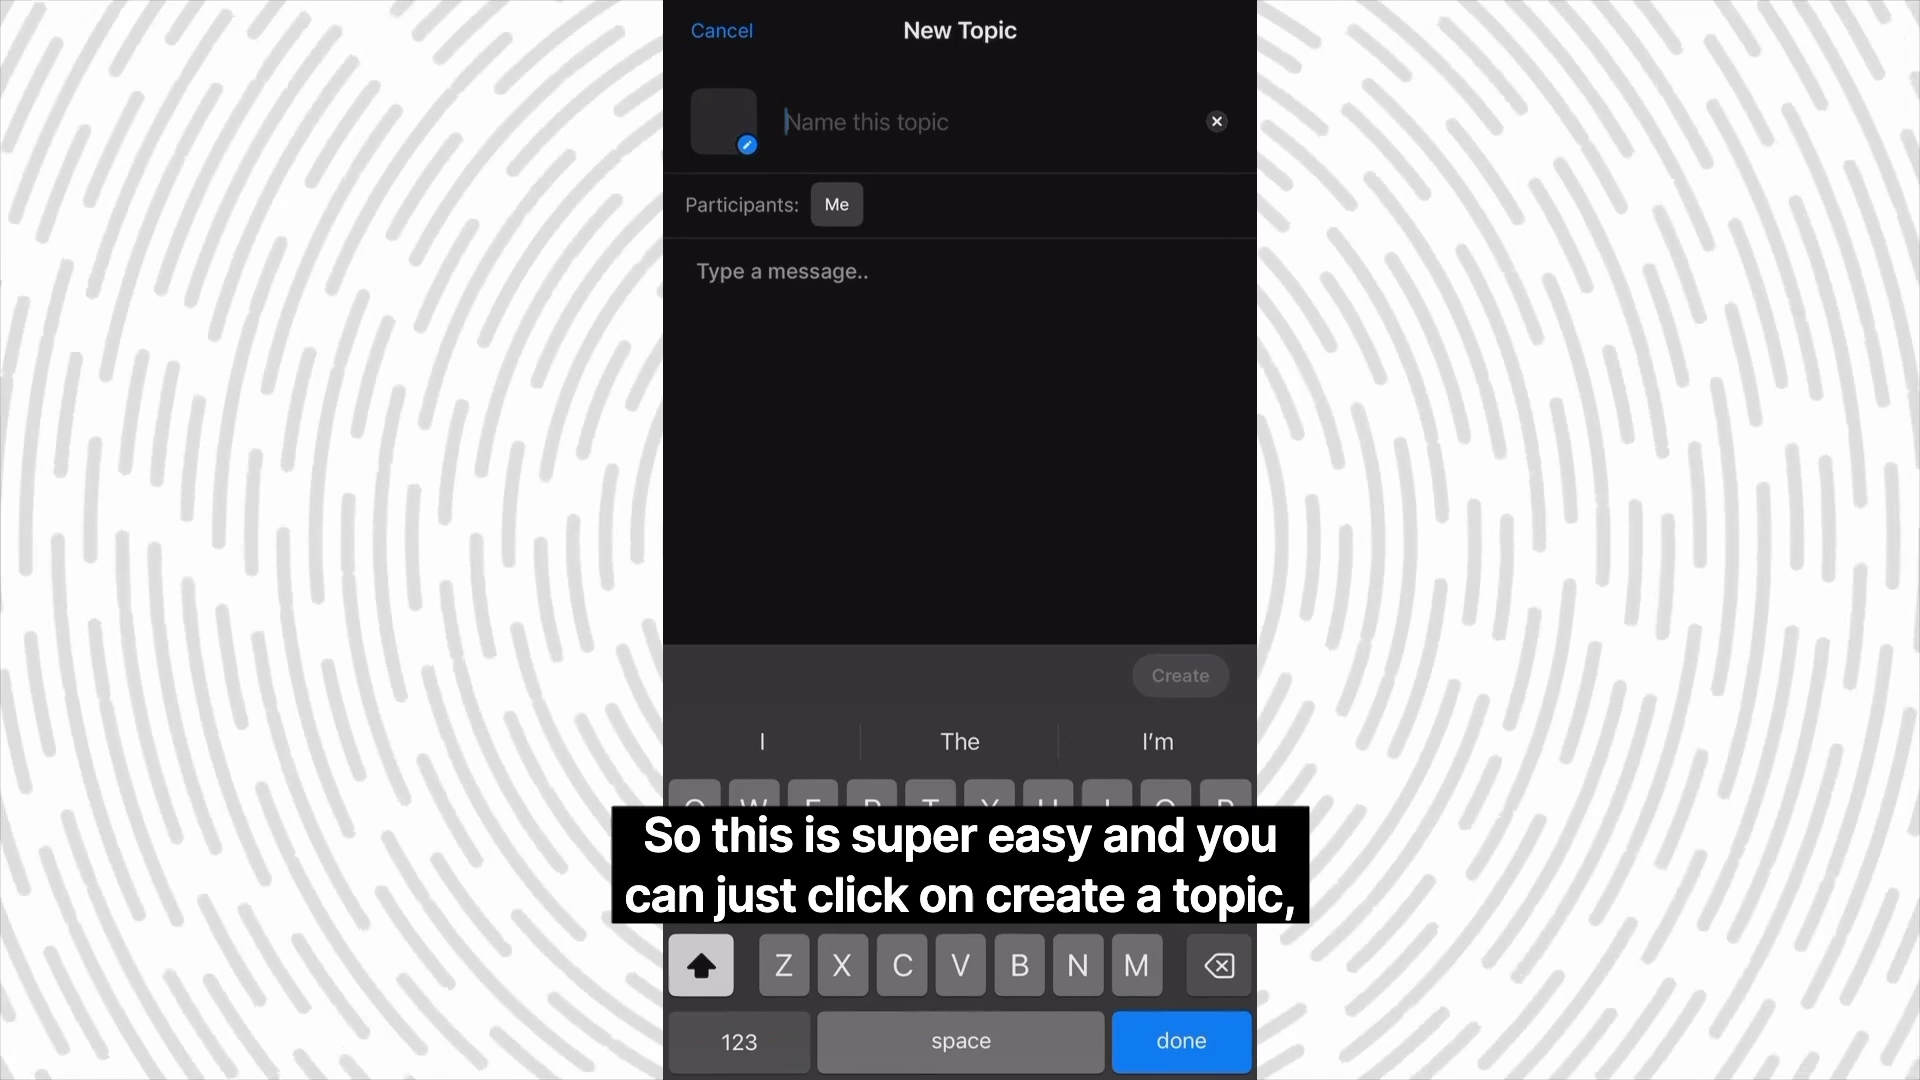 Cancel
New Topic
Name this topic
Participants: Me
Type a message..
Create
I The I'm
So this is super easy and you
can just click on create a topic,
Z X C V B N M
123 space done